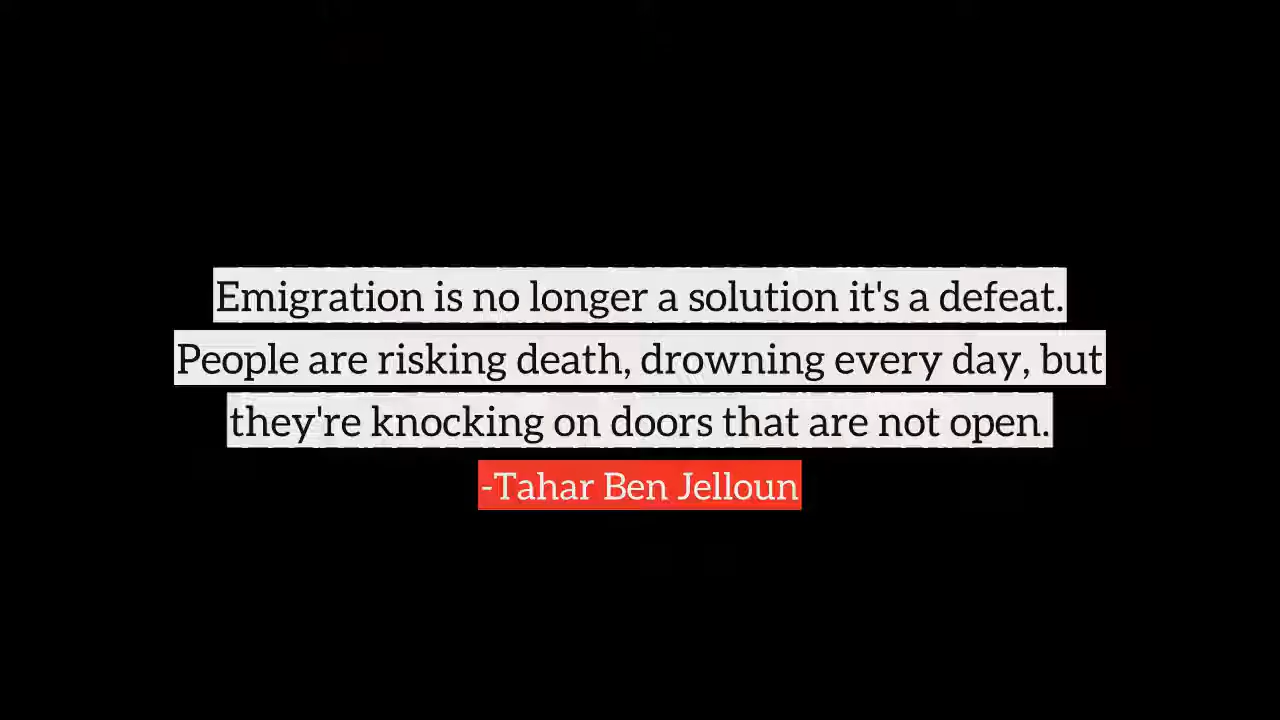 Emigration is no longer a solution it's a defeat.
People are risking death, drowning every day, but
they're knocking on doors that are not open.
-Tahar Ben Jelloun